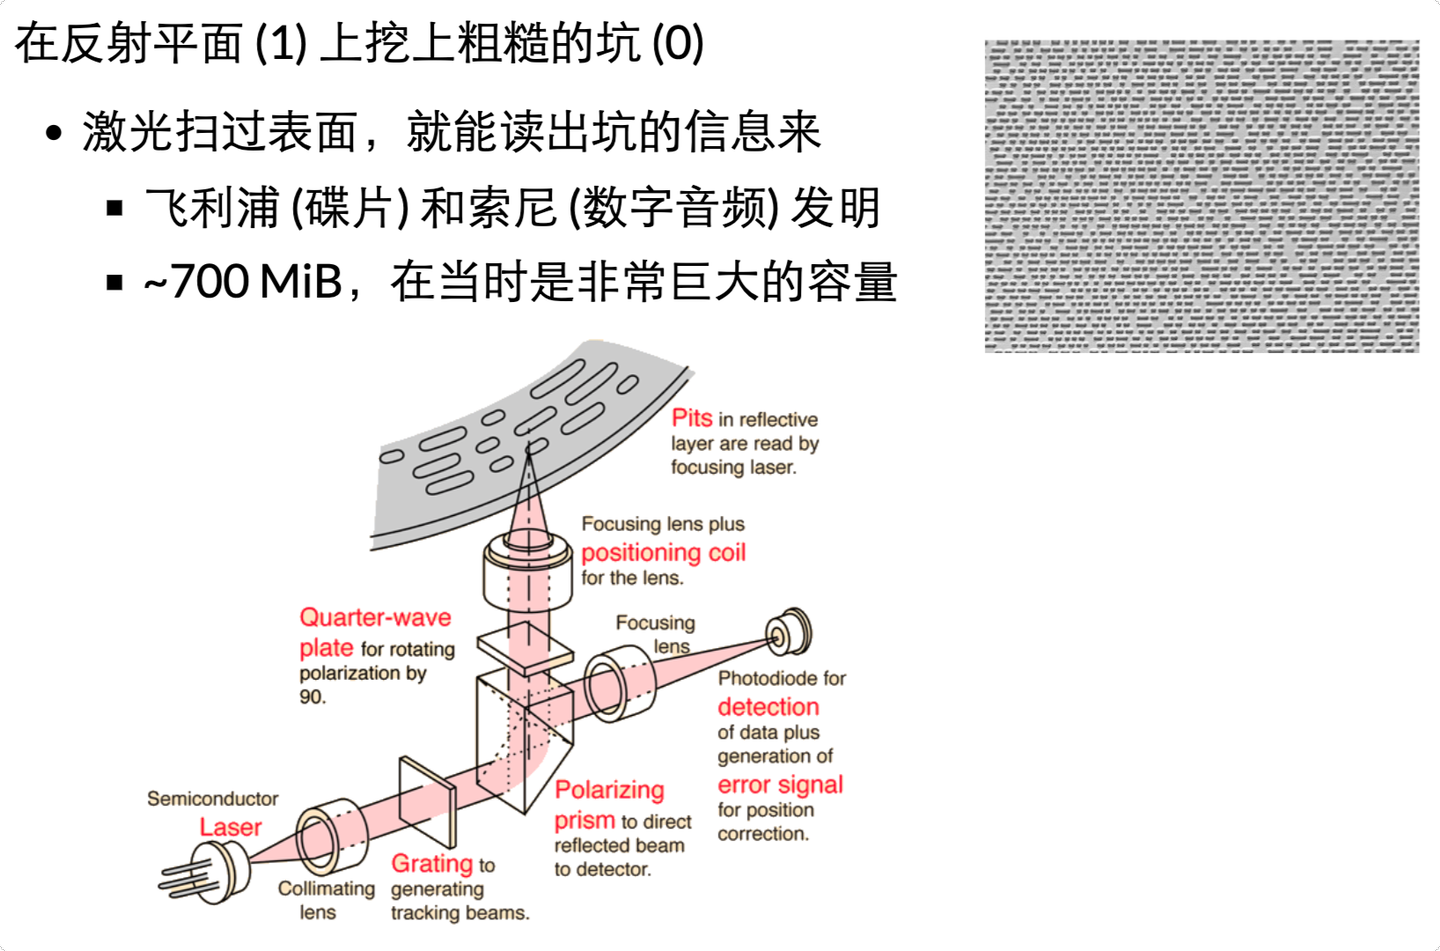 在反射平面 (1) 上挖上粗糙的坑 (0)
• 激光扫过表面，就能读出坑的信息来
▪ 飞利浦 (碟片) 和索尼 (数字音频) 发明
▪ ~700 MiB，在当时是非常巨大的容量
Pits in reflective
layer are read by
focusing laser.
Focusing lens plus
positioning coil
for the lens.
Quarter-wave
plate for rotating
polarization by
90.
Focusing
lens
Photodiode for
detection
of data plus
generation of
error signal
for position
correction.
Polarizing
prism to direct
reflected beam
to detector.
Semiconductor
Laser
Collimating
lens
Grating to
generating
tracking beams.